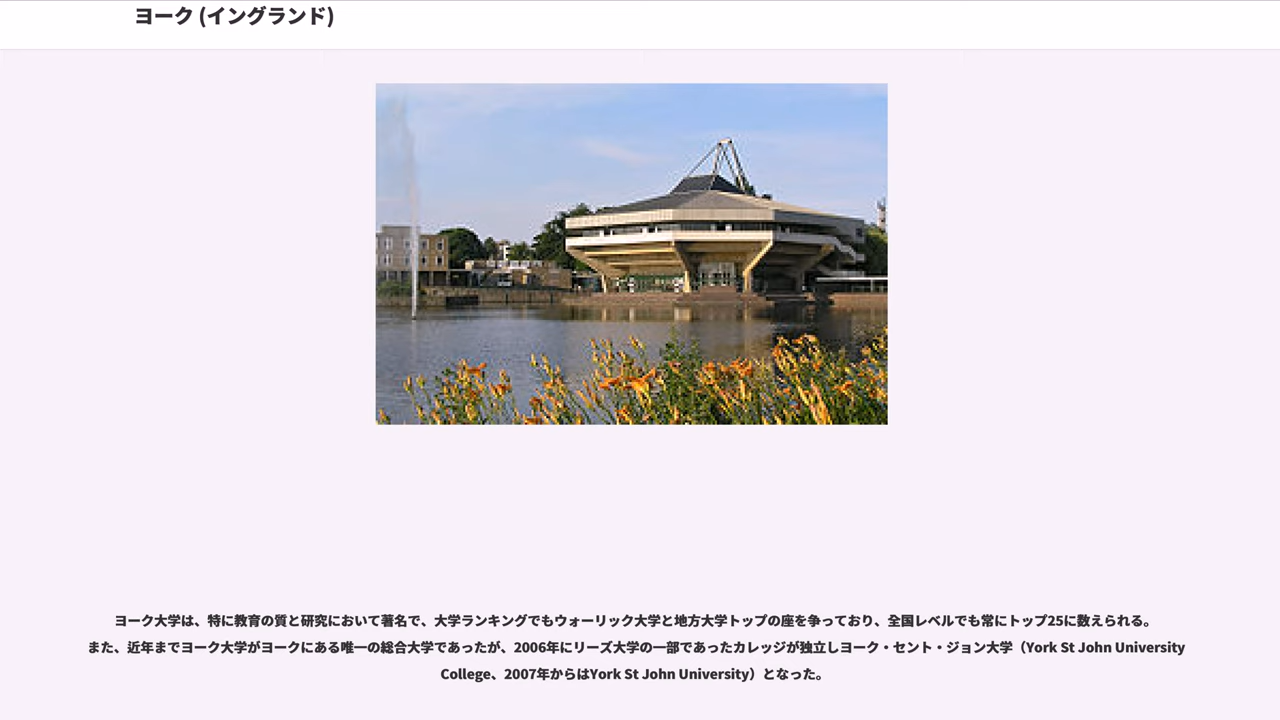 ヨーク (イングランド)
ヨーク大学は、特に教育の質と研究において著名で、大学ランキングでもウォーリック大学と地方大学トップの座を争っており、全国レベルでも常にトップ25に数えられる。
また、近年までヨーク大学がヨークにある唯一の総合大学であったが、2006年にリーズ大学の一部であったカレッジが独立しヨーク・セント・ジョン大学（York St John University
College、2007年からはYork St John University）となった。